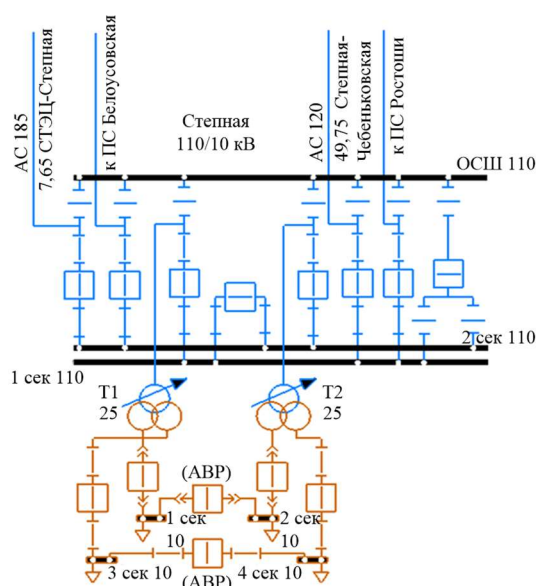 АС 185
7,65 СТЭЦ-Степная
к ПС Белоусовская
Степная
110/10 кВ
АС 120
49,75 Степная-
Чебеньковская
к ПС Ростоши
ОСШ 110
2 сек 110
1 сек 110
Т1
25
Т2
25
(АВР)
1 сек
10
2 сек
10
3 сек 10
(АВР)
4 сек 10